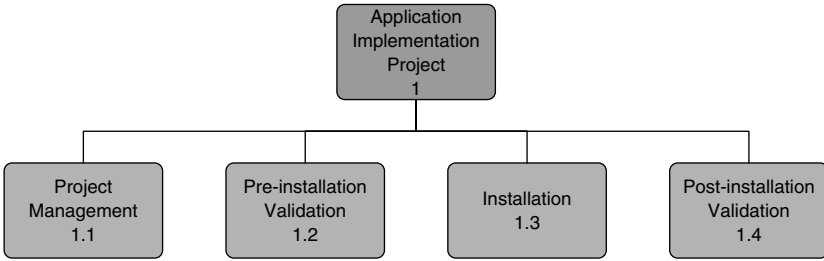 Application
Implementation
Project
1
Project
Management
1.1
Pre-installation
Validation
1.2
Installation
1.3
Post-installation
Validation
1.4